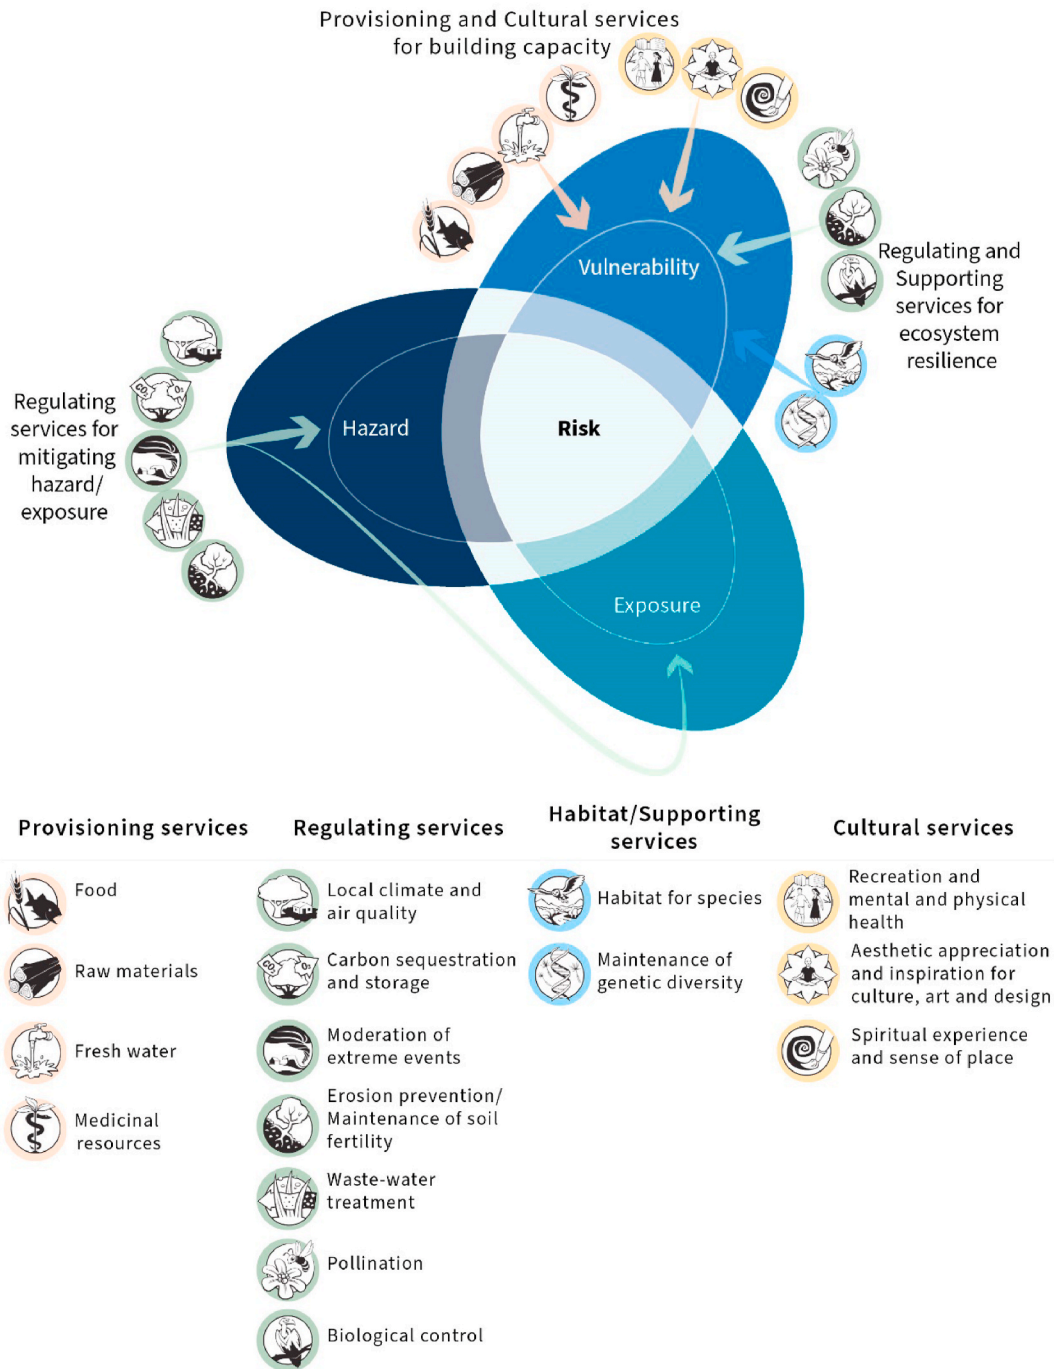 Provisioning and Cultural services
for building capacity
Vulnerability
Regulating and
Supporting
services for
ecosystem
resilience
Regulating
services for
mitigating
hazard/
exposure
CO₂
O₂
Hazard
Risk
Exposure
Provisioning services
Food
Raw materials
Fresh water
Medicinal
resources
Regulating services
Local climate and
air quality
CO₂
O₂
Carbon sequestration
and storage
Moderation of
extreme events
Erosion prevention/
Maintenance of soil
fertility
Waste-water
treatment
Pollination
Biological control
Habitat/Supporting
services
Habitat for species
Maintenance of
genetic diversity
Cultural services
Recreation and
mental and physical
health
Aesthetic appreciation
and inspiration for
culture, art and design
Spiritual experience
and sense of place